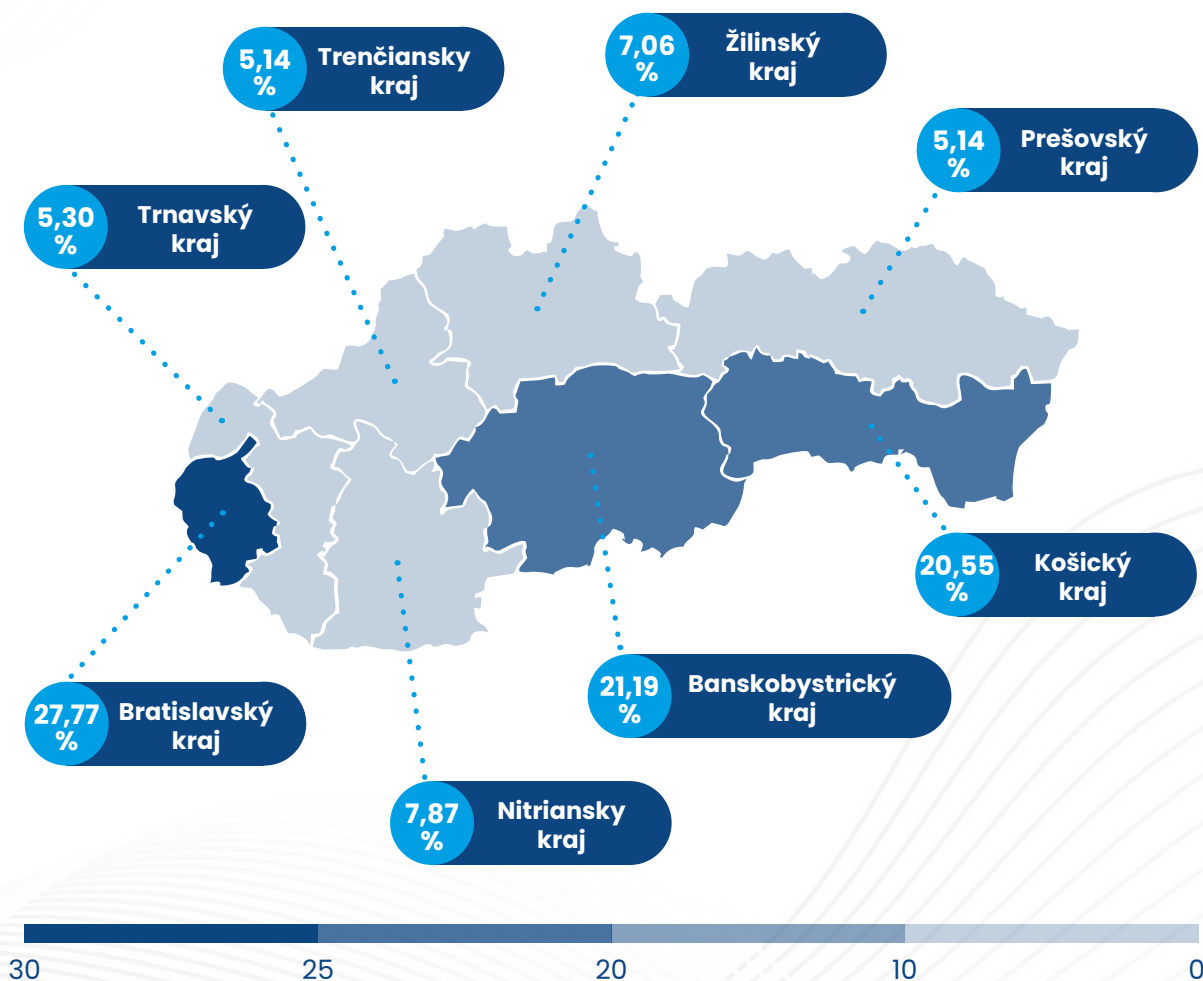 5,14
%
Trenčiansky
kraj
7,06
%
Žilinský
kraj
5,14
%
Prešovský
kraj
5,30
%
Trnavský
kraj
20,55
%
Košický
kraj
21,19
%
Banskobystrický
kraj
27,77
%
Bratislavský
kraj
7,87
%
Nitriansky
kraj
30 25 20 10 0